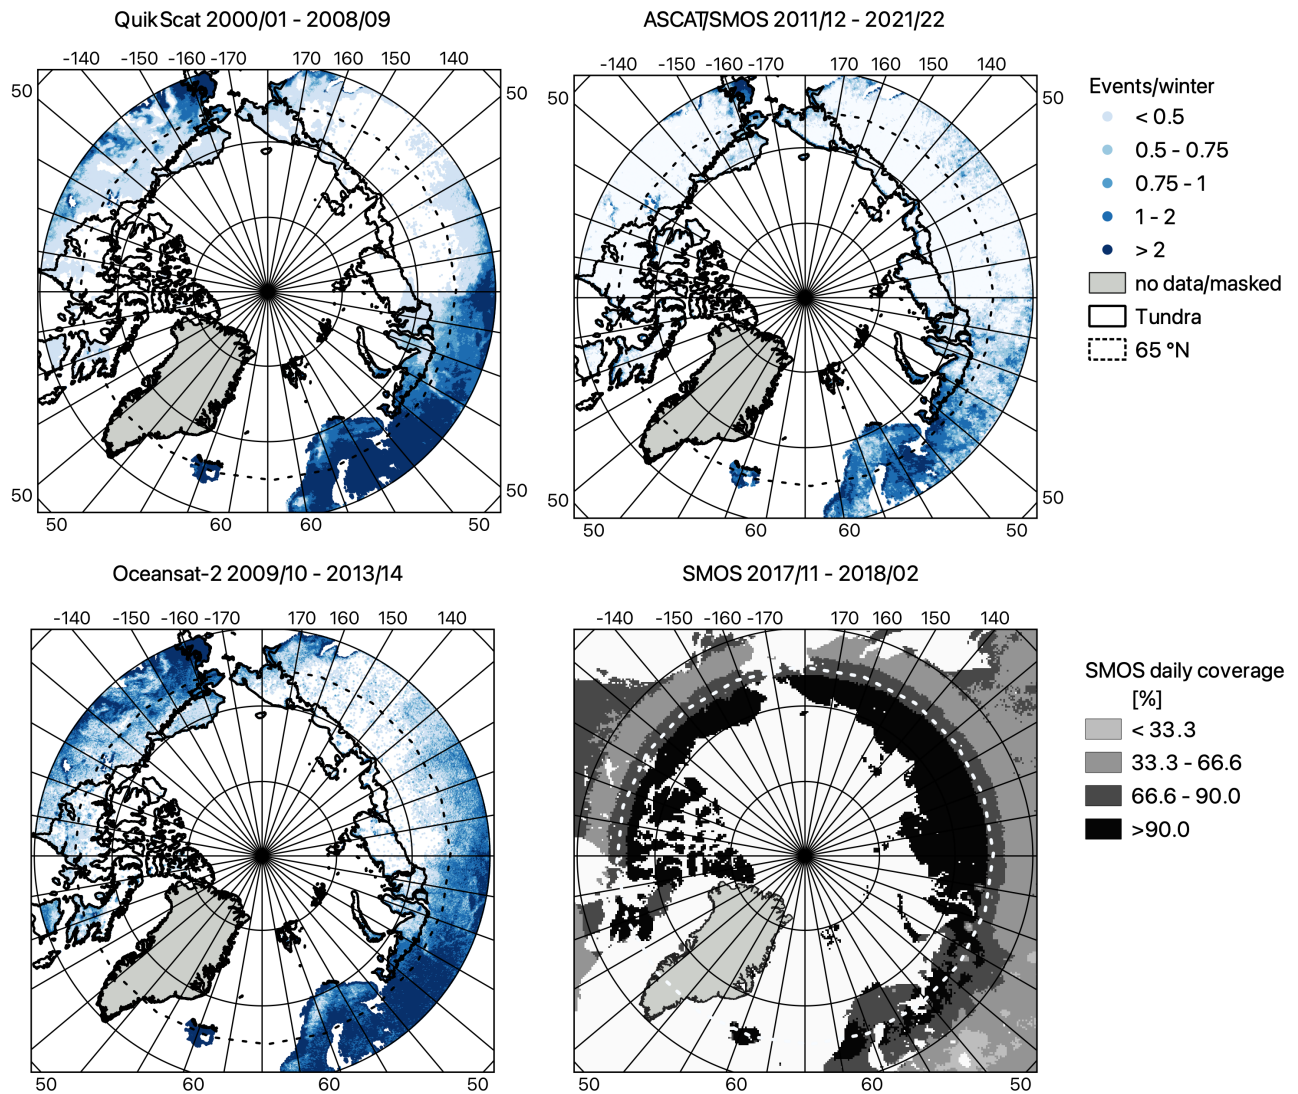 QuikScat 2000/01 - 2008/09
-140 -150 -160 -170 170 160 150 140
50 50
50 50
50 60 60 50
ASCAT/SMOS 2011/12 - 2021/22
-140 -150 -160 -170 170 160 150 140
50 50
50 50
50 60 60 50
Events/winter
< 0.5
0.5 - 0.75
0.75 - 1
1 - 2
> 2
no data/masked
Tundra
65 °N
Oceansat-2 2009/10 - 2013/14
-140 -150 -160 -170 170 160 150 140
50 60 60 50
SMOS 2017/11 - 2018/02
-140 -150 -160 -170 170 160 150 140
50 60 60 50
SMOS daily coverage
[%]
< 33.3
33.3 - 66.6
66.6 - 90.0
>90.0